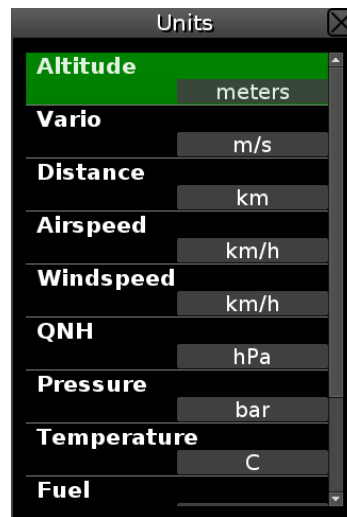 Units
Altitude
meters
Vario
m/s
Distance
km
Airspeed
km/h
Windspeed
km/h
QNH
hPa
Pressure
bar
Temperature
C
Fuel